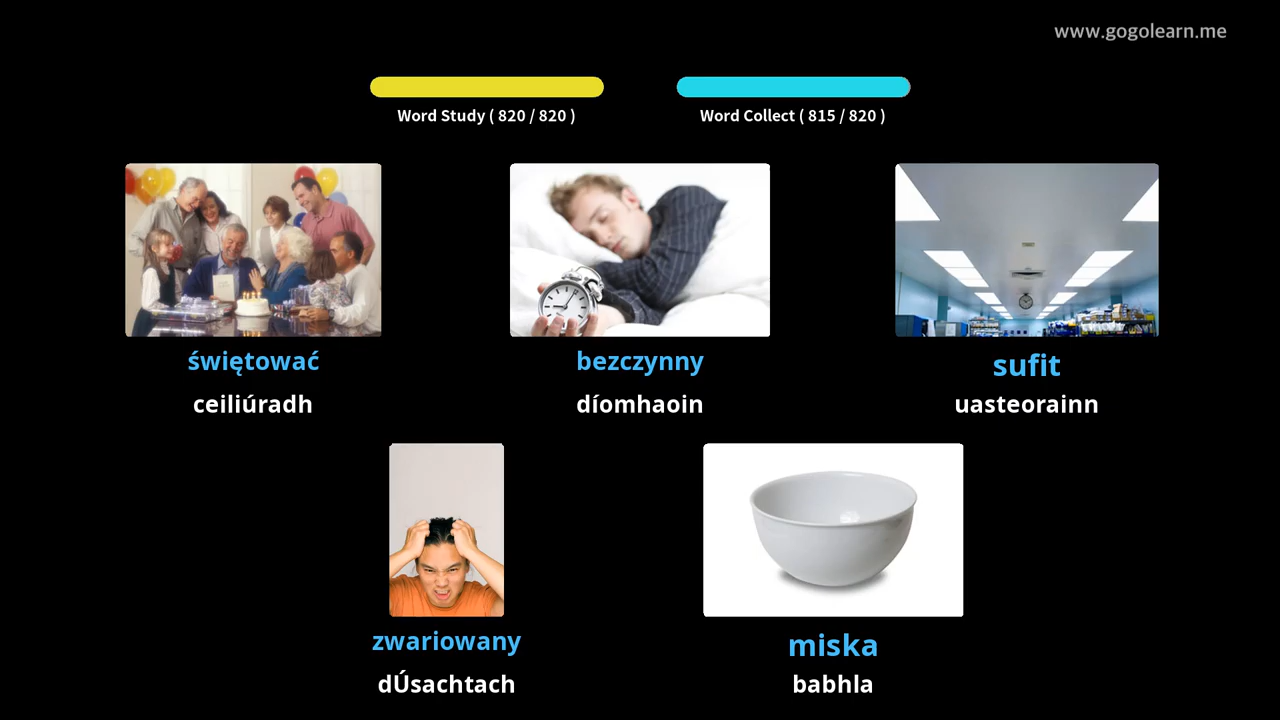 www.gogolearn.me
Word Study ( 820 / 820 )
Word Collect ( 815 / 820 )
świętować
bezczynny
sufit
ceiliúradh
díomhaoin
uasteorainn
zwariowany
miska
dÚsachtach
babhla